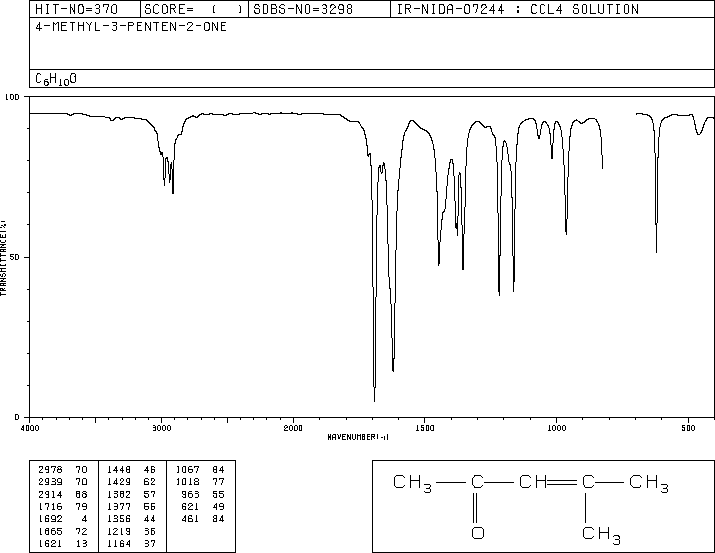 HIT-NO=370 SCORE= ( ) SDBS-NO=3298 IR-NIDA-07244 : CCL4 SOLUTION
4-METHYL-3-PENTEN-2-ONE
C6H10O
100
50
0
TRANSMITTANCE(%)
4000 3000 2000 1500 1000 500
WAVENUMBER(-1)
2978 70 1448 46 1067 84
2939 70 1429 62 1018 77
2914 68 1382 57 963 55
1716 79 1377 56 621 49
1692 4 1356 44 461 84
1665 72 1219 36
1621 13 1164 37
CH3 C CH C CH3
O CH3